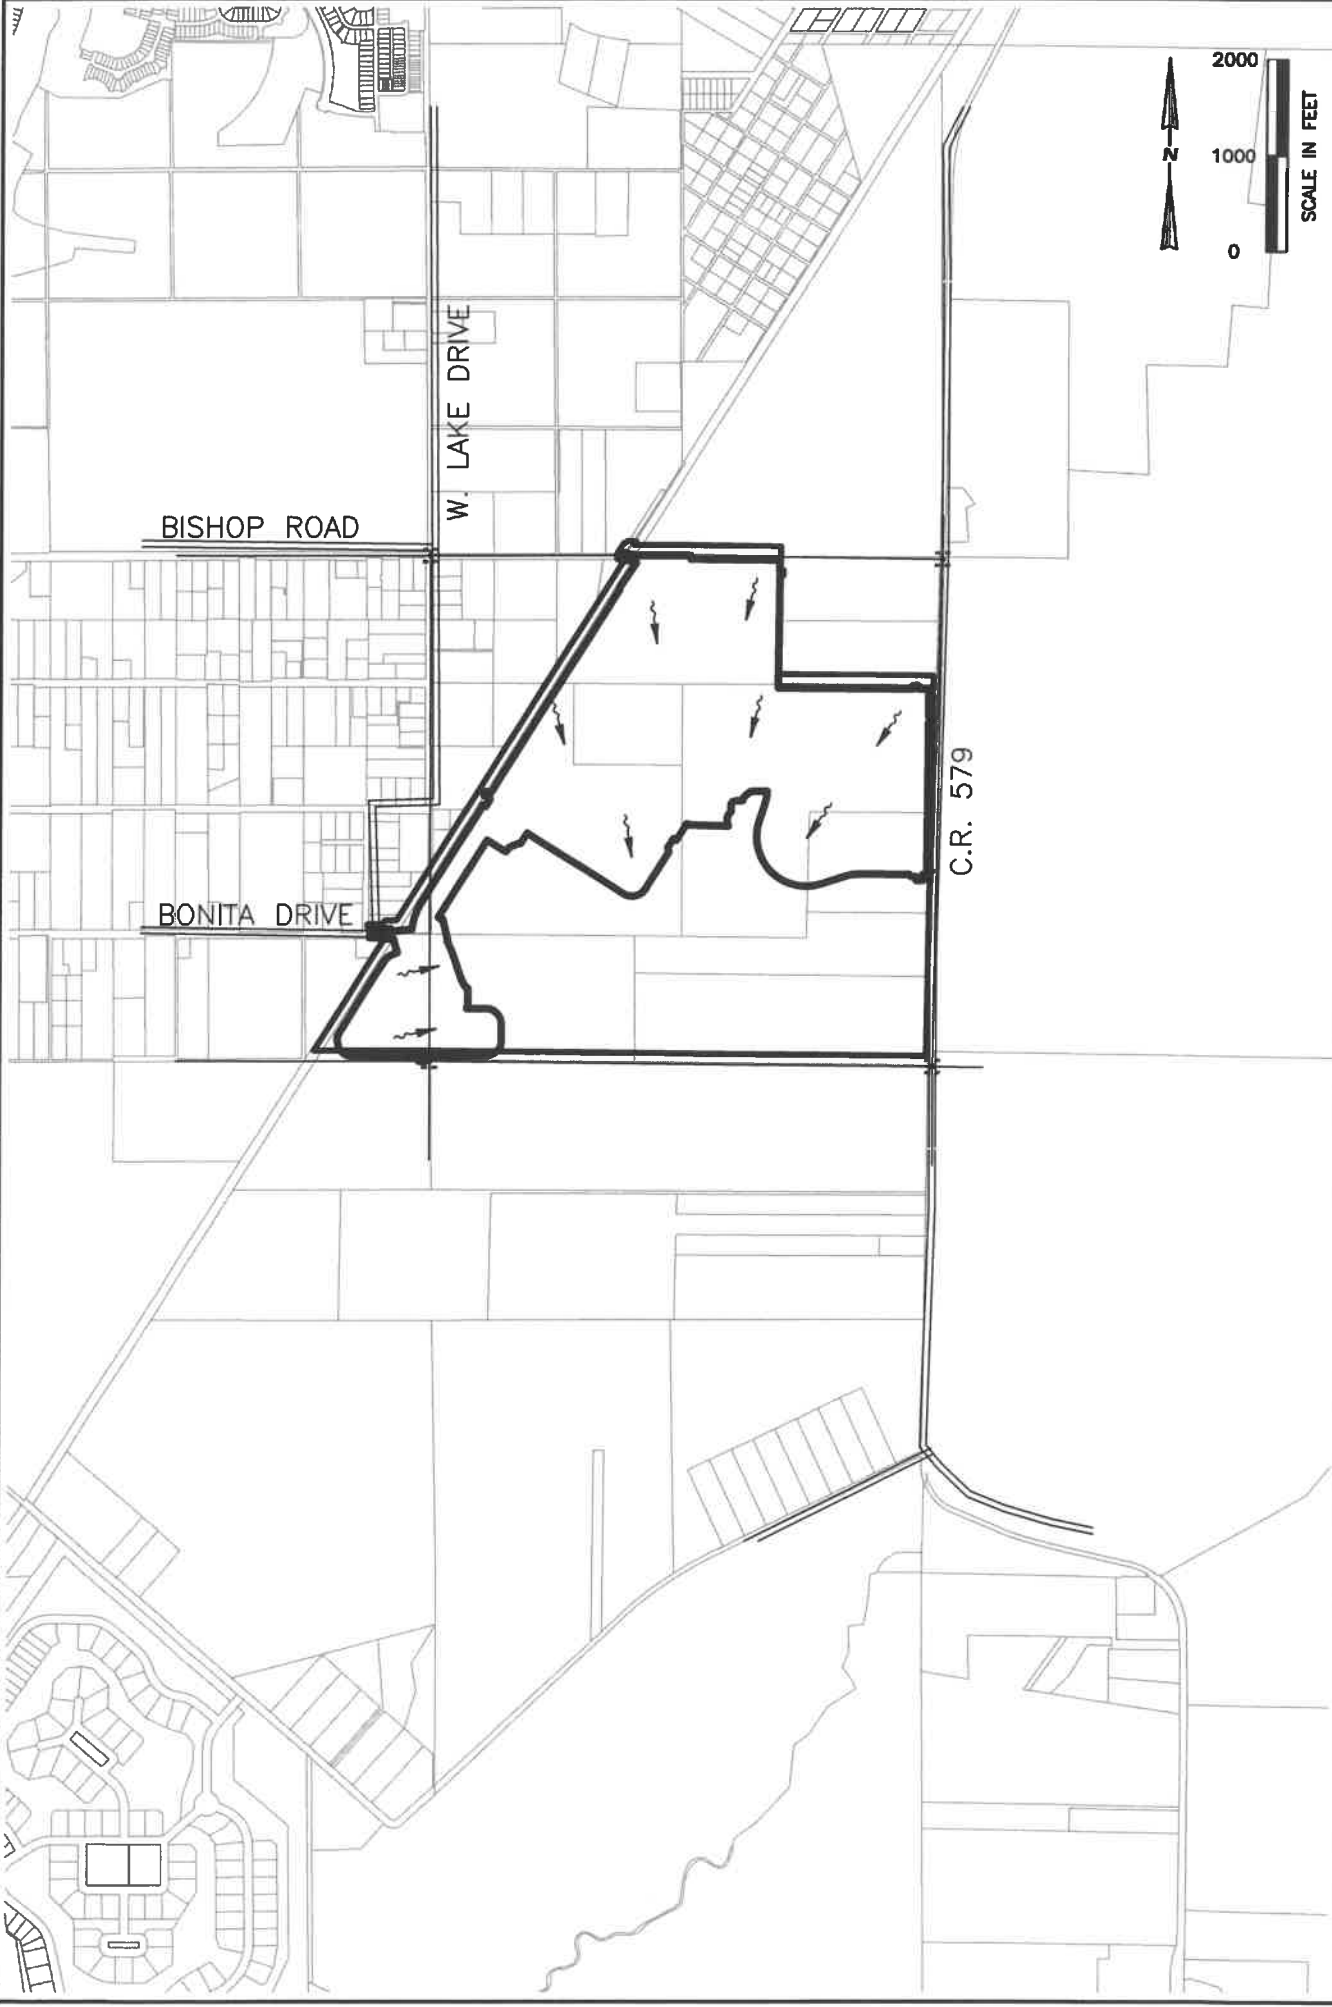 2000
N
1000
0
SCALE IN FEET
W. LAKE DRIVE
BISHOP ROAD
C.R. 579
BONITA DRIVE